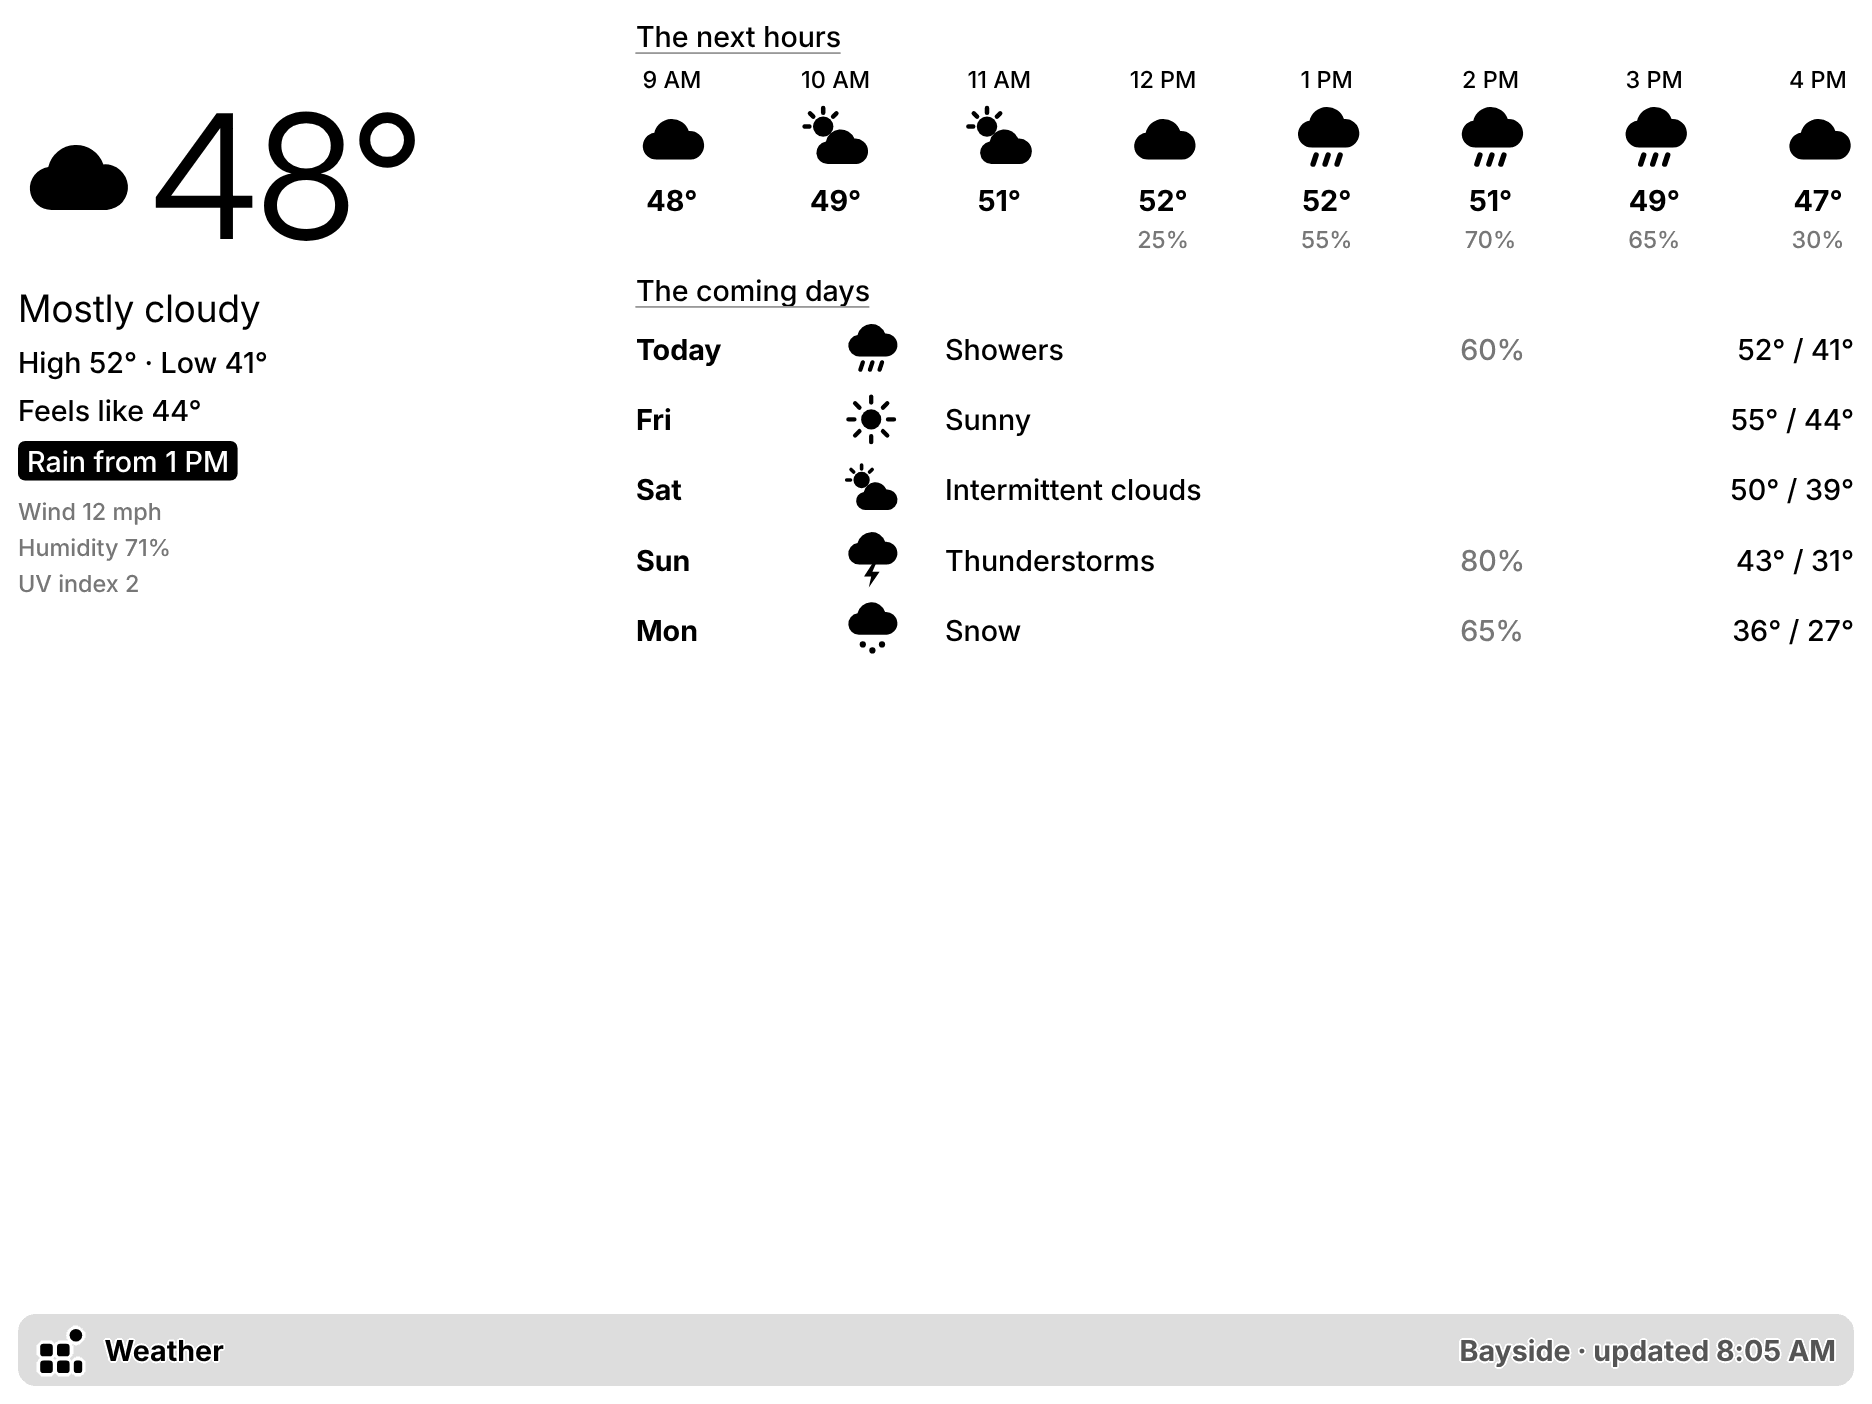 48°
Mostly cloudy
High 52° · Low 41°
Feels like 44°
Rain from 1 PM
Wind 12 mph
Humidity 71%
UV index 2
The next hours
9 AM 10 AM 11 AM 12 PM 1 PM 2 PM 3 PM 4 PM
48° 49° 51° 52° 52° 51° 49° 47°
25% 55% 70% 65% 30%
The coming days
Today Showers 60% 52° / 41°
Fri Sunny 55° / 44°
Sat Intermittent clouds 50° / 39°
Sun Thunderstorms 80% 43° / 31°
Mon Snow 65% 36° / 27°
Weather Bayside · updated 8:05 AM